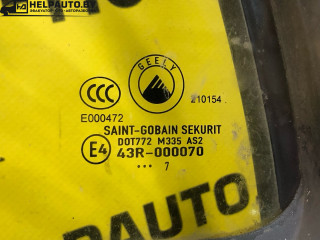 HELPAUTO.BY
CCC
GEELY
210154
E000472
SAINT-GOBAIN SEKURIT
DOT772 M335 AS2
E4 43R-000070
··· 7
PAUTO